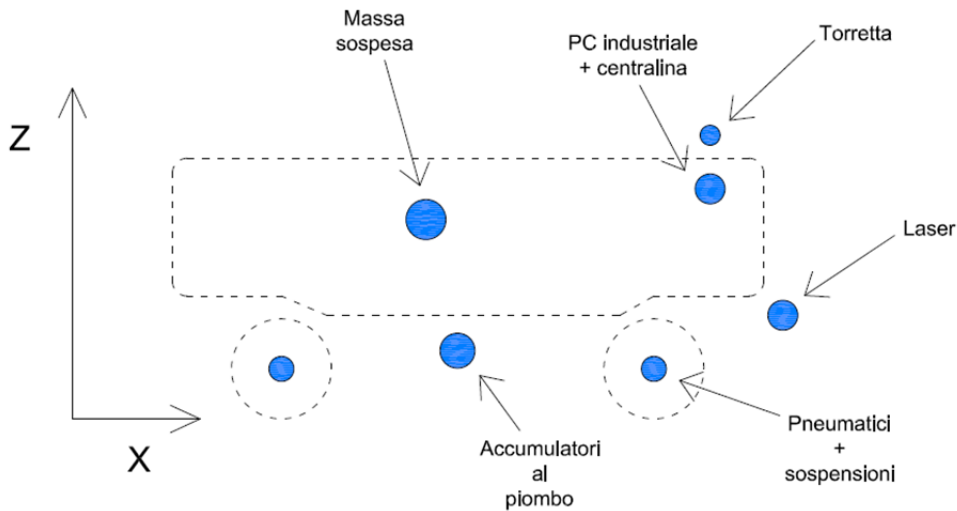 Massa
sospesa
PC industriale
+ centralina
Torretta
Z
Laser
X
Accumulatori
al
piombo
Pneumatici
+
sospensioni